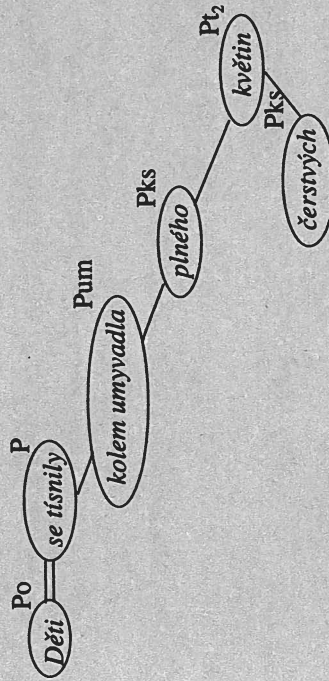 Po
Děti
P
se tísnily
Pum
kolem umyvadla
Pks
plného
Pt₂
květin
Pks
čerstvých